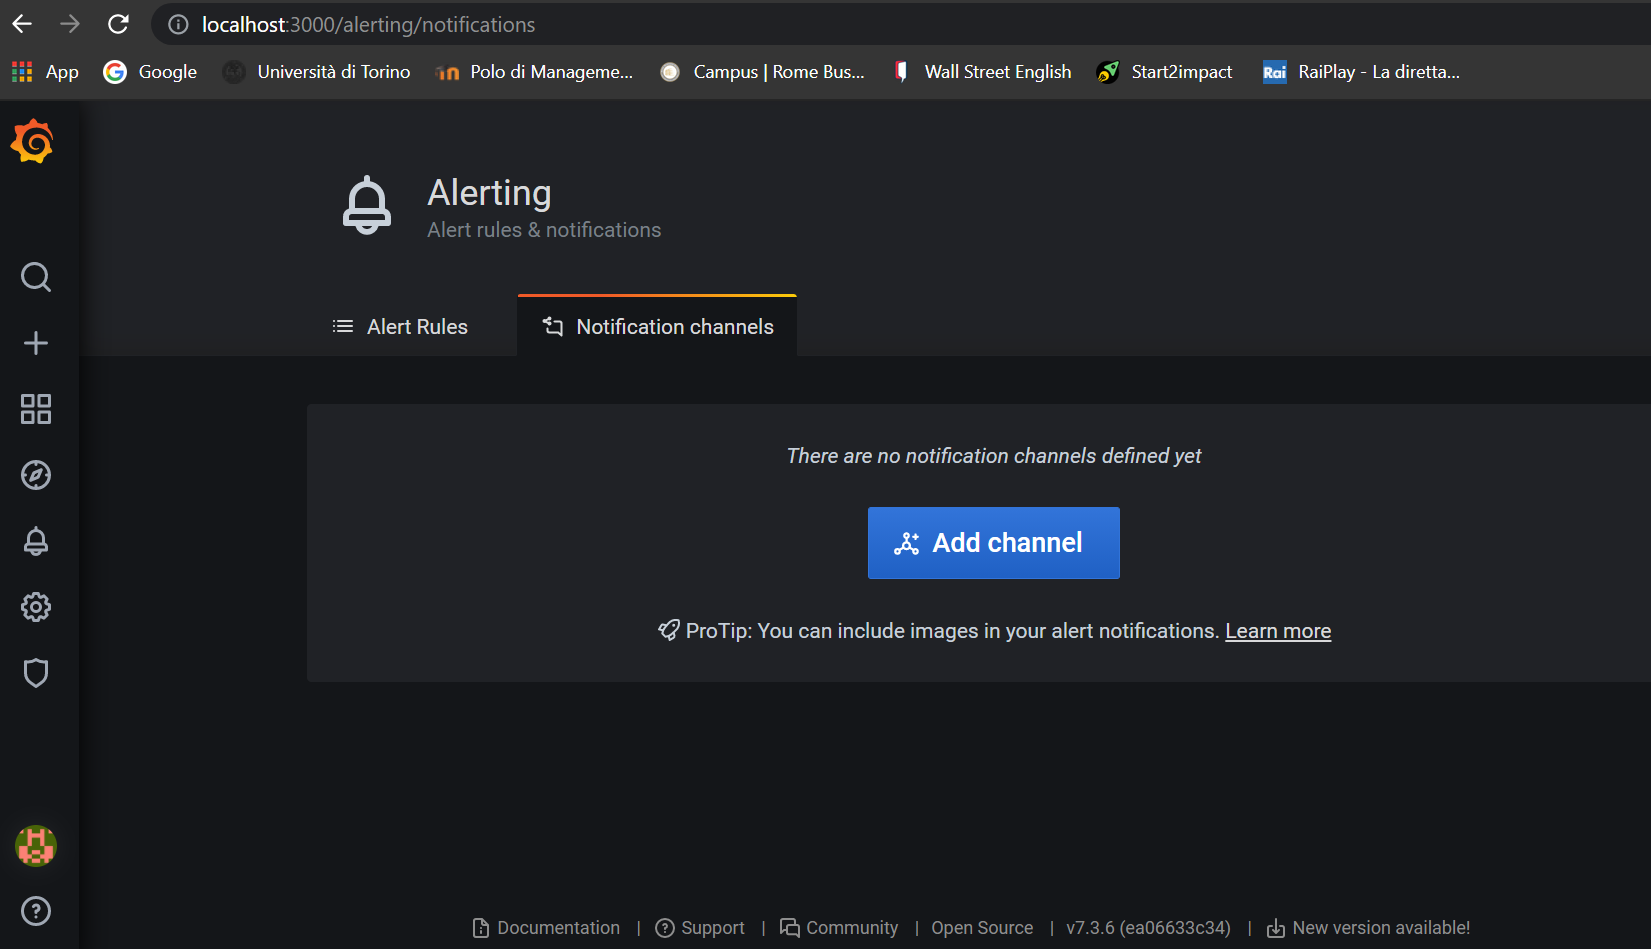 localhost:3000/alerting/notifications
App Google Università di Torino Polo di Manageme... Campus | Rome Bus... Wall Street English Start2impact Rai RaiPlay - La diretta...
Alerting
Alert rules & notifications
Alert Rules Notification channels
There are no notification channels defined yet
Add channel
ProTip: You can include images in your alert notifications. Learn more
Documentation | Support | Community | Open Source | v7.3.6 (ea06633c34) | New version available!